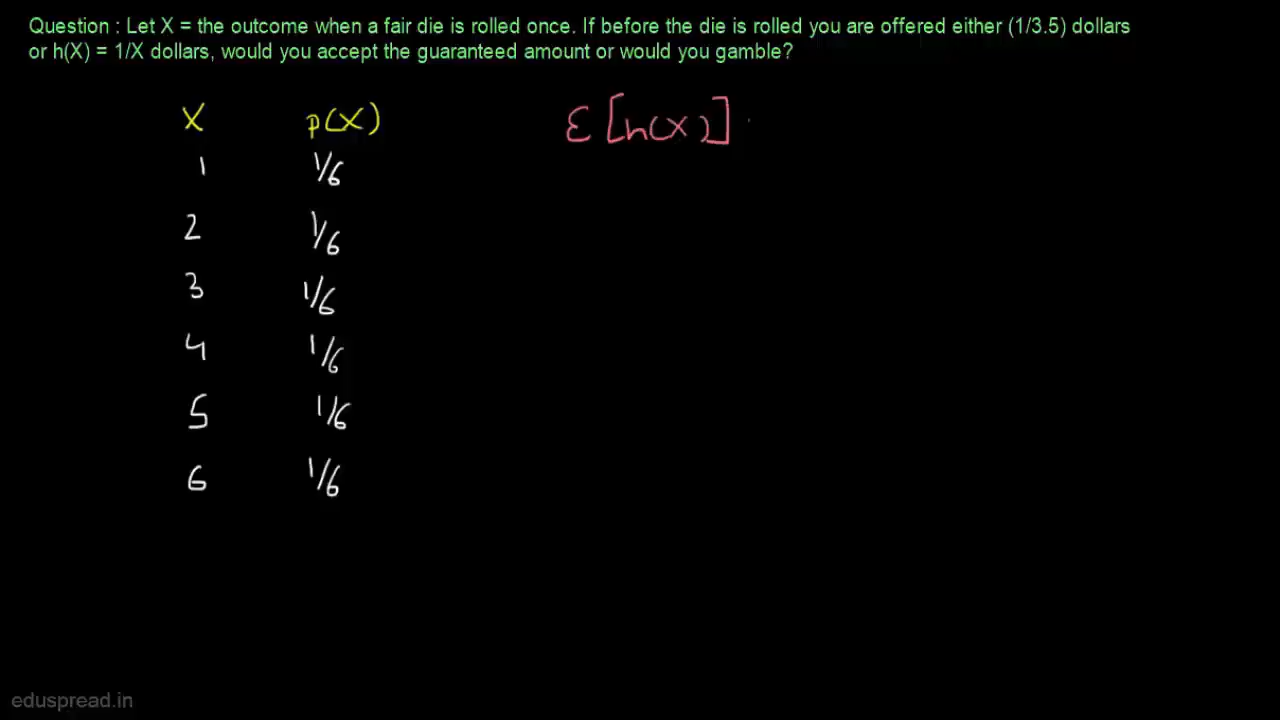 Question : Let X = the outcome when a fair die is rolled once. If before the die is rolled you are offered either (1/3.5) dollars
or h(X) = 1/X dollars, would you accept the guaranteed amount or would you gamble?
X p(X) E[h(X)]
1 1/6
2 1/6
3 1/6
4 1/6
5 1/6
6 1/6
eduspread.in